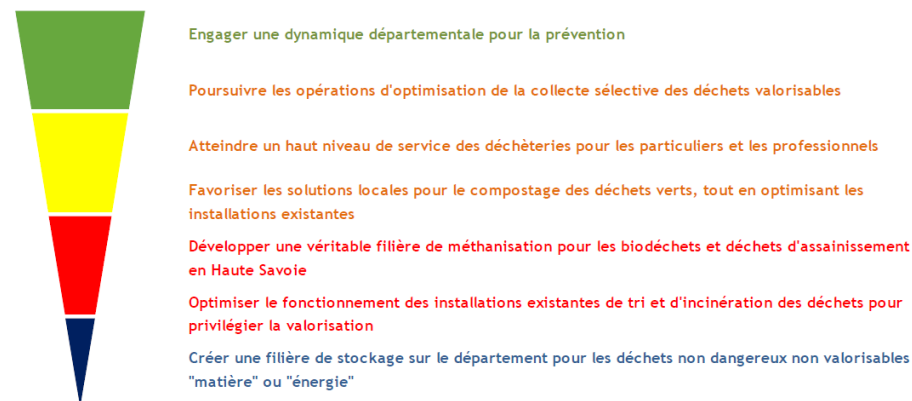 Engager une dynamique départementale pour la prévention
Poursuivre les opérations d'optimisation de la collecte sélective des déchets valorisables
Atteindre un haut niveau de service des déchèteries pour les particuliers et les professionnels
Favoriser les solutions locales pour le compostage des déchets verts, tout en optimisant les
installations existantes
Développer une véritable filière de méthanisation pour les biodéchets et déchets d'assainissement
en Haute Savoie
Optimiser le fonctionnement des installations existantes de tri et d'incinération des déchets pour
privilégier la valorisation
Créer une filière de stockage sur le département pour les déchets non dangereux non valorisables
"matière" ou "énergie"